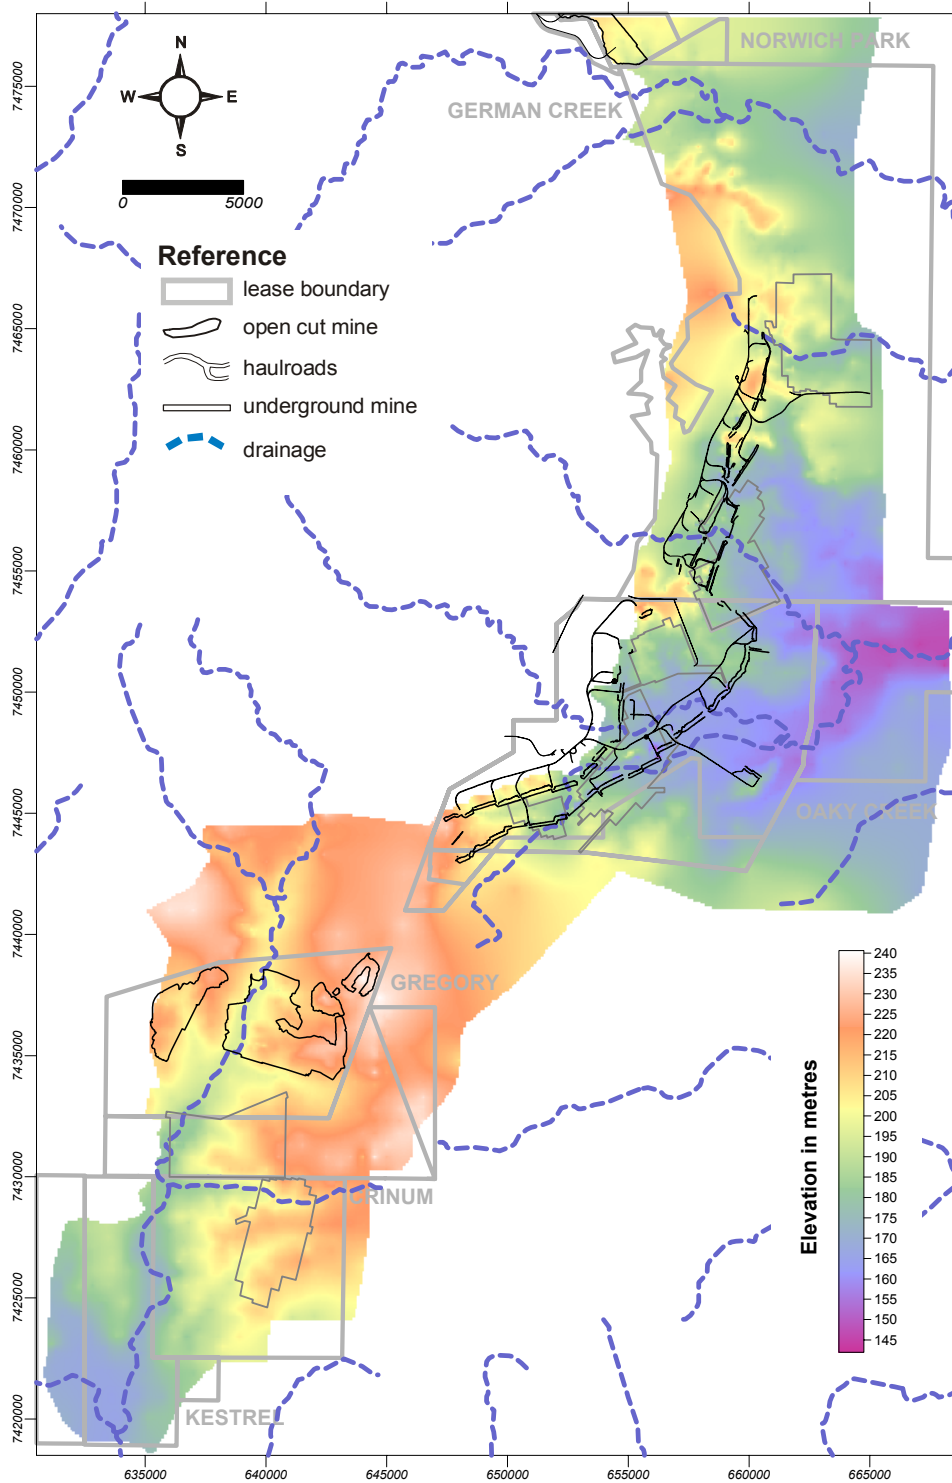 NORWICH PARK
GERMAN CREEK
N
W
E
S
0
5000
Reference
lease boundary
open cut mine
haulroads
underground mine
drainage
OAKY CREEK
GREGORY
CRINUM
KESTREL
Elevation in metres
240
235
230
225
220
215
210
205
200
195
190
185
180
175
170
165
160
155
150
145
7475000
7470000
7465000
7460000
7455000
7450000
7445000
7440000
7435000
7430000
7425000
7420000
635000
640000
645000
650000
655000
660000
665000